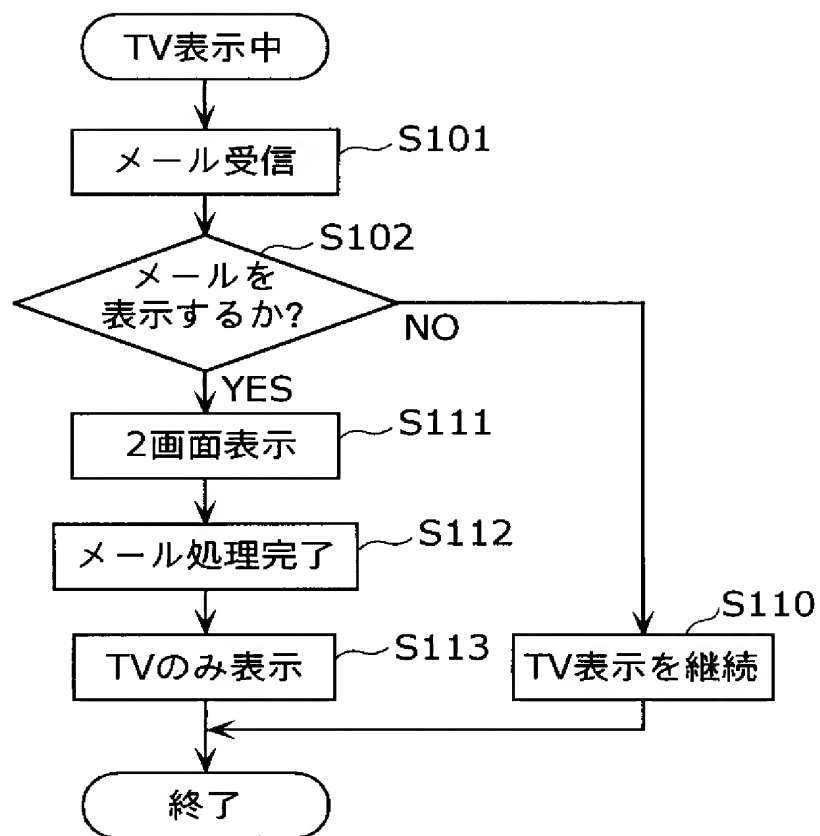 TV表示中
メール受信
S101
S102
メールを
表示するか?
NO
YES
2画面表示
S111
メール処理完了
S112
TVのみ表示
S113
S110
TV表示を継続
終了